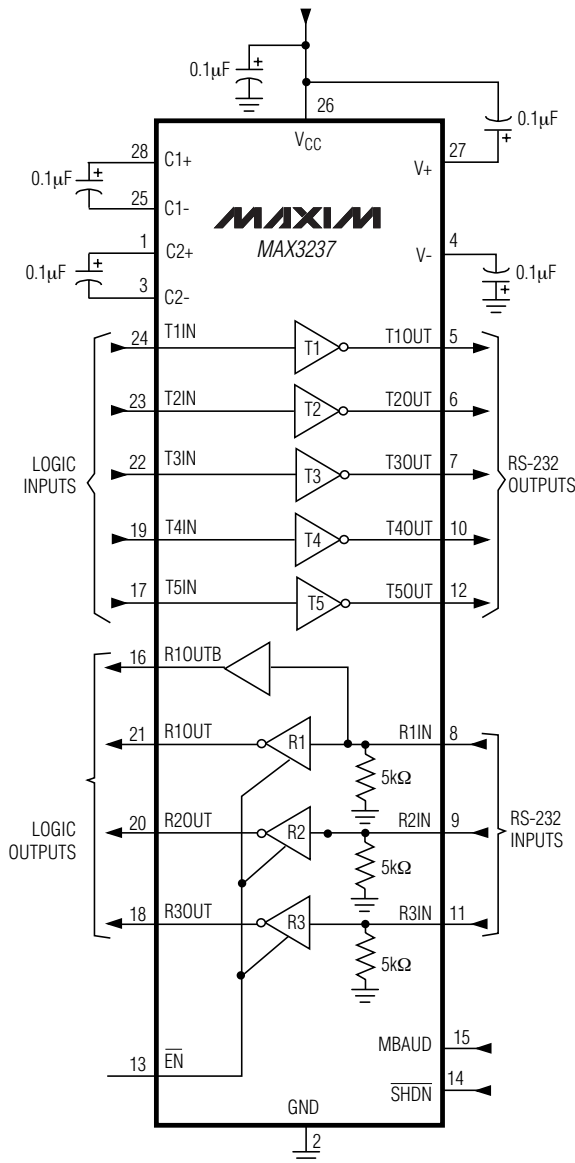 0.1μF
+
26
VCC
0.1μF
+
28
C1+
27
V+
0.1μF
+
25
C1-
MAXIM
MAX3237
1
C2+
4
V-
0.1μF
+
3
C2-
0.1μF
+
24
T1IN
T1
T1OUT
5
23
T2IN
T2
T2OUT
6
LOGIC
INPUTS
22
T3IN
T3
T3OUT
7
RS-232
OUTPUTS
19
T4IN
T4
T4OUT
10
17
T5IN
T5
T5OUT
12
16
R1OUTB
21
R1OUT
R1
R1IN
8
5kΩ
LOGIC
OUTPUTS
20
R2OUT
R2
R2IN
9
RS-232
INPUTS
5kΩ
18
R3OUT
R3
R3IN
11
5kΩ
MBAUD
15
13
E̅N̅
S̅H̅D̅N̅
14
GND
2